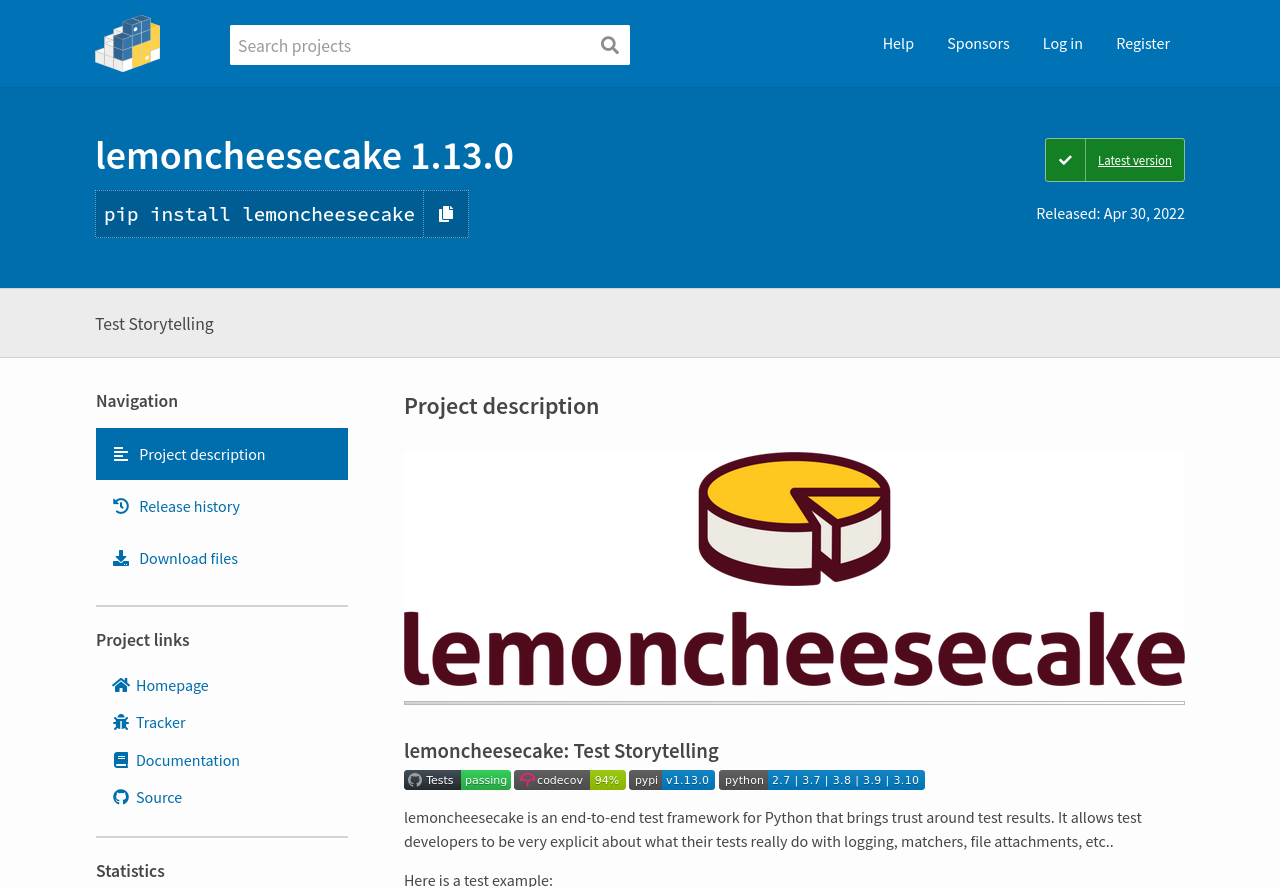 Search projects
Help
Sponsors
Log in
Register
lemoncheesecake 1.13.0
pip install lemoncheesecake
Latest version
Released: Apr 30, 2022
Test Storytelling
Navigation
Project description
Release history
Download files
Project links
Homepage
Tracker
Documentation
Source
Statistics
Project description
lemoncheesecake
lemoncheesecake: Test Storytelling
Tests passing codecov 94% pypi v1.13.0 python 2.7 | 3.7 | 3.8 | 3.9 | 3.10
lemoncheesecake is an end-to-end test framework for Python that brings trust around test results. It allows test
developers to be very explicit about what their tests really do with logging, matchers, file attachments, etc..
Here is a test example: